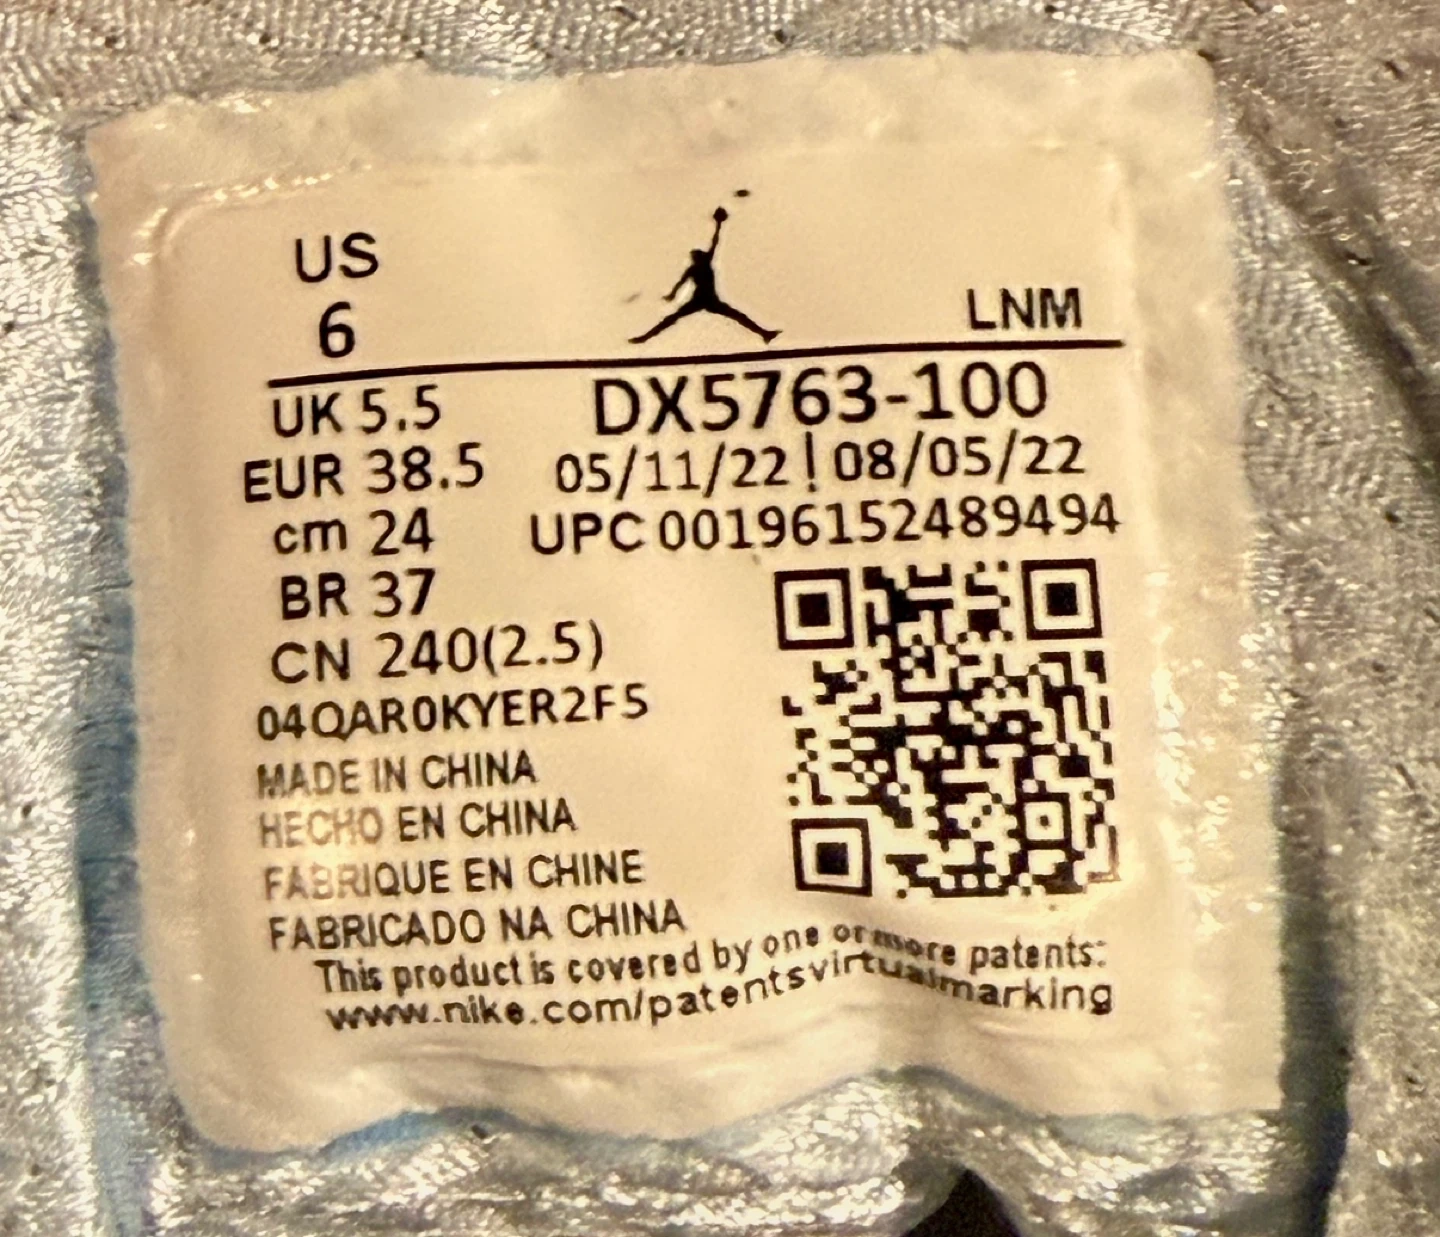 US
6
LNM
UK 5.5
DX5763-100
EUR 38.5
05/11/22 | 08/05/22
cm 24
UPC 00196152489494
BR 37
CN 240(2.5)
04QAR0KYER2F5
MADE IN CHINA
HECHO EN CHINA
FABRIQUE EN CHINE
FABRICADO NA CHINA
This product is covered by one or more patents:
www.nike.com/patentsvirtualmarking